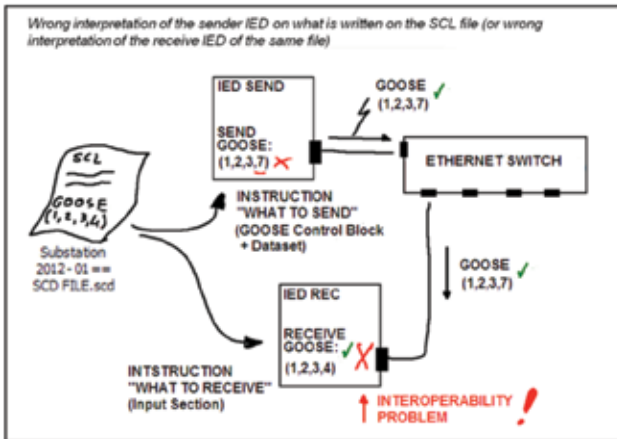 Wrong interpretation of the sender IED on what is written on the SCL file (or wrong
interpretation of the receive IED of the same file)
IED SEND
SEND
GOOSE:
(1,2,3,7)
GOOSE
(1,2,3,7)
ETHERNET SWITCH
SCL
GOOSE
(1,2,3,4)
Substation
2012-01 ==
SCD FILE.scd
INSTRUCTION
"WHAT TO SEND"
(GOOSE Control Block
+ Dataset)
GOOSE
(1,2,3,7)
IED REC
RECEIVE
GOOSE:
(1,2,3,4)
INTSTRUCTION
"WHAT TO RECEIVE"
(Input Section)
INTEROPERABILITY
PROBLEM !